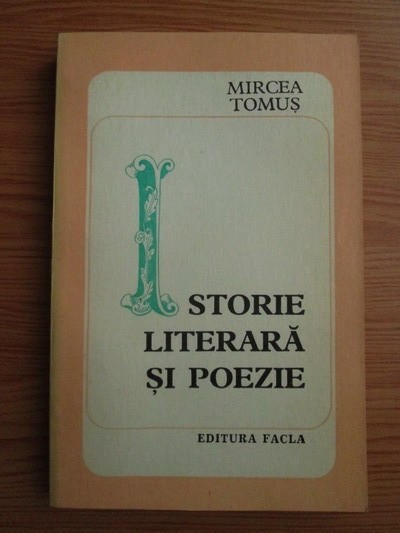 MIRCEA
TOMUȘ
ISTORIE
LITERARĂ
ȘI POEZIE
EDITURA FACLA